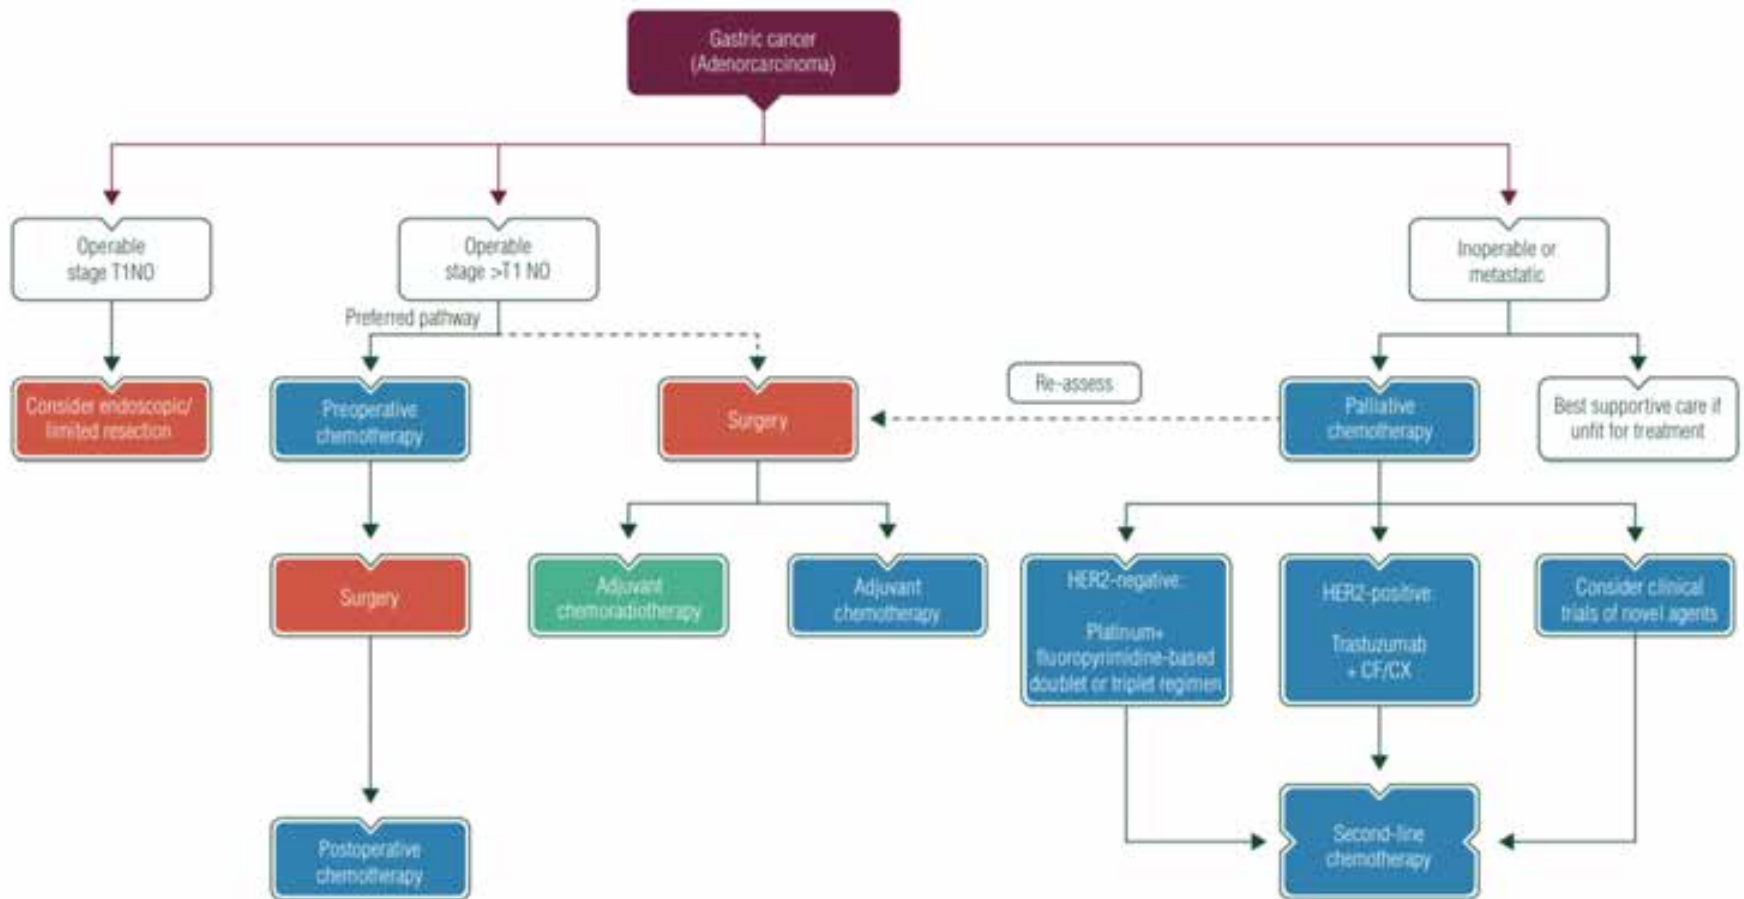 Gastric cancer
(Adenorcarcinoma)
Operable
stage T1N0
Operable
stage >T1 N0
Inoperable or
metastatic
Preferred pathway
Consider endoscopic/
limited resection
Preoperative
chemotherapy
Surgery
Re-assess
Palliative
chemotherapy
Best supportive care if
unfit for treatment
Surgery
Adjuvant
chemoradiotherapy
Adjuvant
chemotherapy
HER2-negative:
Platinum+
fluoropyrimidine-based
doublet or triplet regimen
HER2-positive:
Trastuzumab
+ CF/CX
Consider clinical
trials of novel agents
Postoperative
chemotherapy
Second-line
chemotherapy